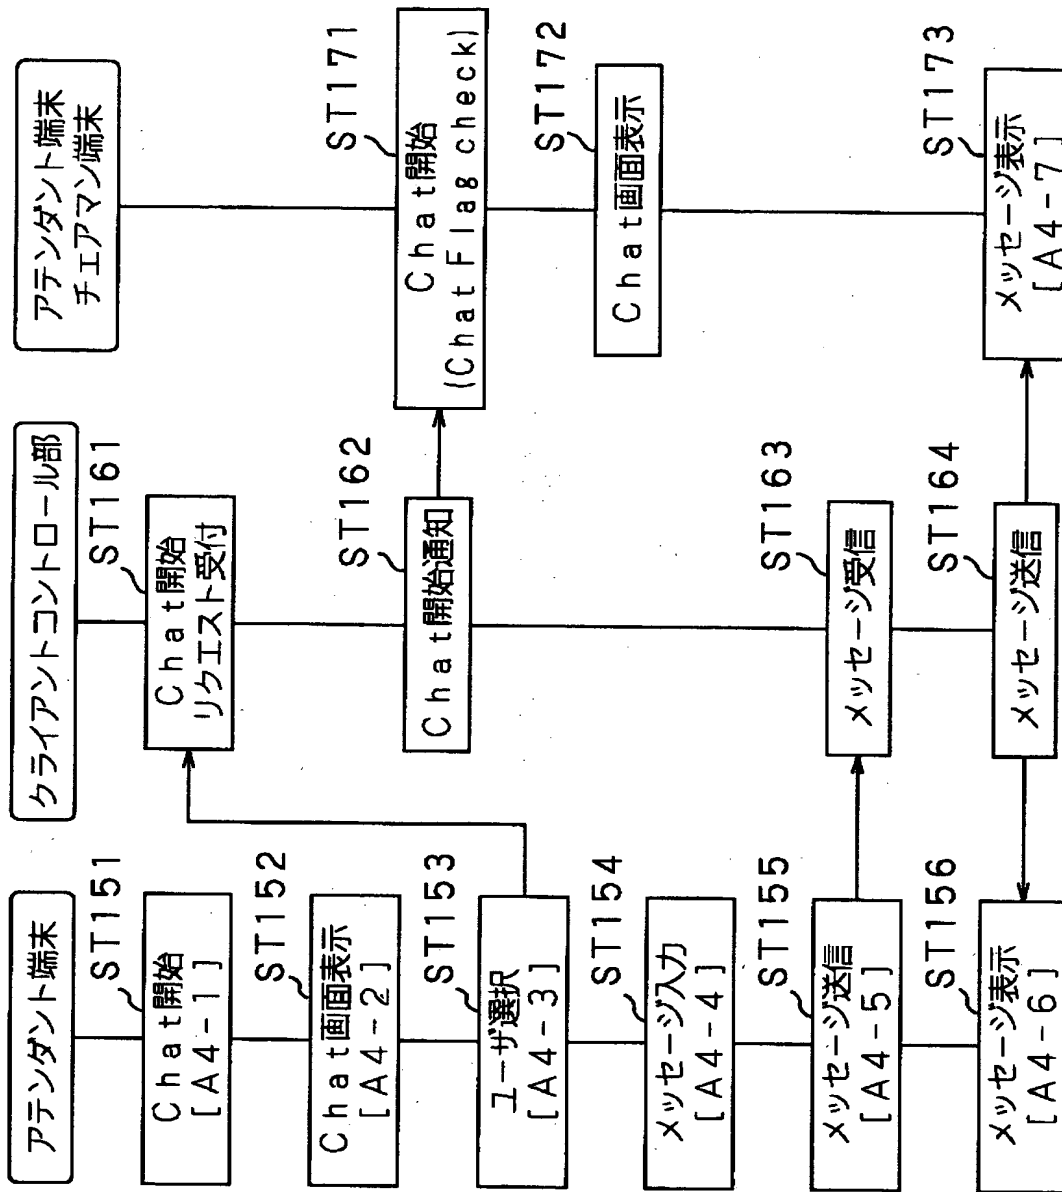 アテンダント端末
ST151
Chat開始
[A4-1]
ST152
Chat画面表示
[A4-2]
ST153
ユーザ選択
[A4-3]
ST154
メッセージ入力
[A4-4]
ST155
メッセージ送信
[A4-5]
ST156
メッセージ表示
[A4-6]
クライアントコントロール部
ST161
Chat開始
リクエスト受付
ST162
Chat開始通知
ST163
メッセージ受信
ST164
メッセージ送信
アテンダント端末
チェアマン端末
ST171
Chat開始
(ChatFlag check)
ST172
Chat画面表示
ST173
メッセージ表示
[A4-7]